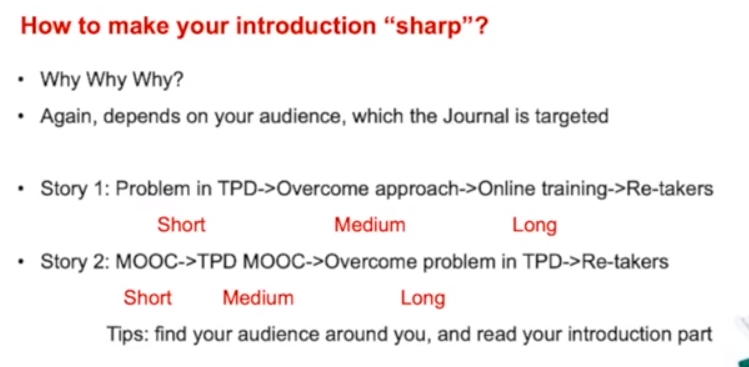 How to make your introduction “sharp”?
• Why Why Why?
• Again, depends on your audience, which the Journal is targeted
• Story 1: Problem in TPD->Overcome approach->Online training->Re-takers
Short Medium Long
• Story 2: MOOC->TPD MOOC->Overcome problem in TPD->Re-takers
Short Medium Long
Tips: find your audience around you, and read your introduction part